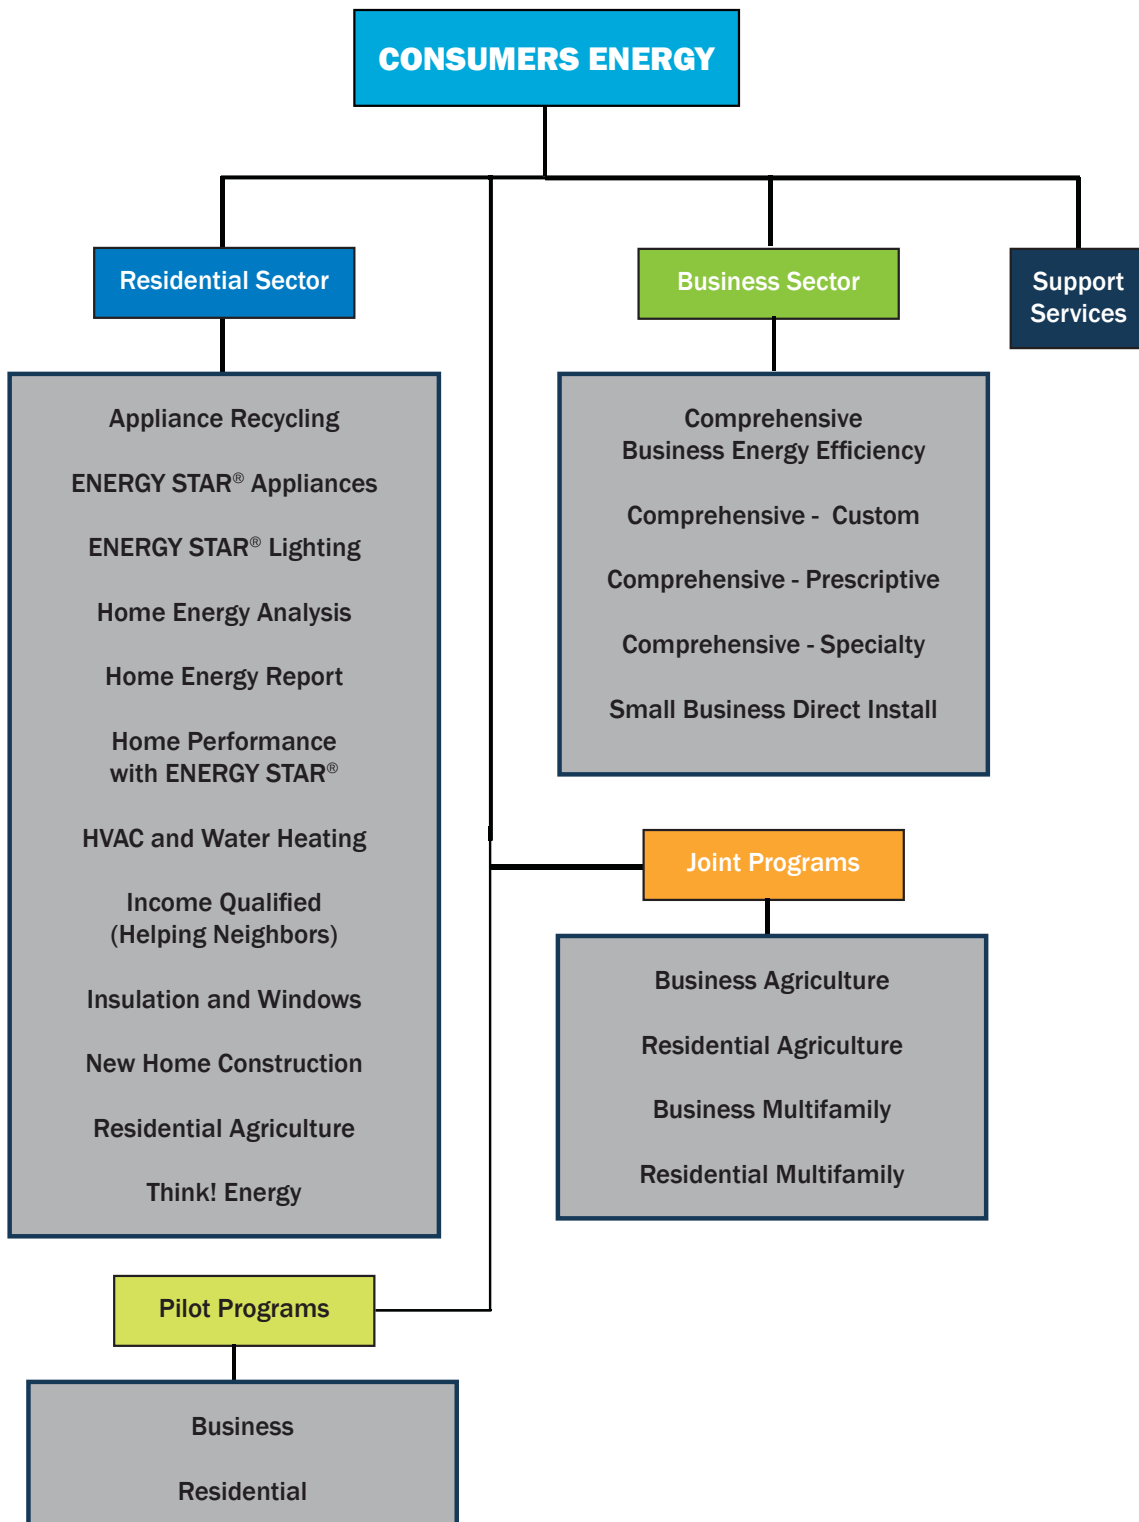 CONSUMERS ENERGY
Residential Sector
Business Sector
Support
Services
Appliance Recycling
ENERGY STAR® Appliances
ENERGY STAR® Lighting
Home Energy Analysis
Home Energy Report
Home Performance
with ENERGY STAR®
HVAC and Water Heating
Income Qualified
(Helping Neighbors)
Insulation and Windows
New Home Construction
Residential Agriculture
Think! Energy
Comprehensive
Business Energy Efficiency
Comprehensive - Custom
Comprehensive - Prescriptive
Comprehensive - Specialty
Small Business Direct Install
Joint Programs
Business Agriculture
Residential Agriculture
Business Multifamily
Residential Multifamily
Pilot Programs
Business
Residential